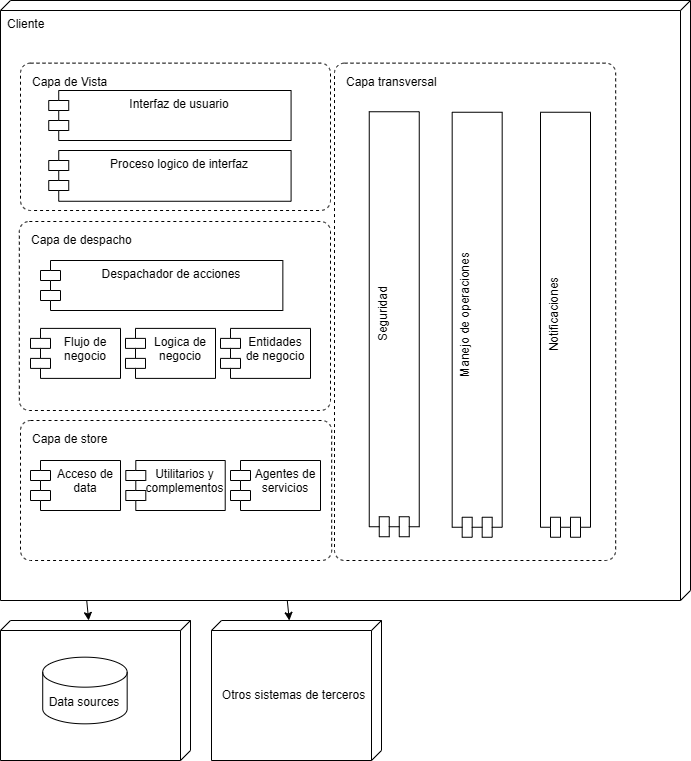 Cliente
Capa de Vista
Interfaz de usuario
Proceso logico de interfaz
Capa de despacho
Despachador de acciones
Flujo de
negocio
Logica de
negocio
Entidades
de negocio
Capa de store
Acceso de
data
Utilitarios y
complementos
Agentes de
servicios
Capa transversal
Seguridad
Manejo de operaciones
Notificaciones
Data sources
Otros sistemas de terceros